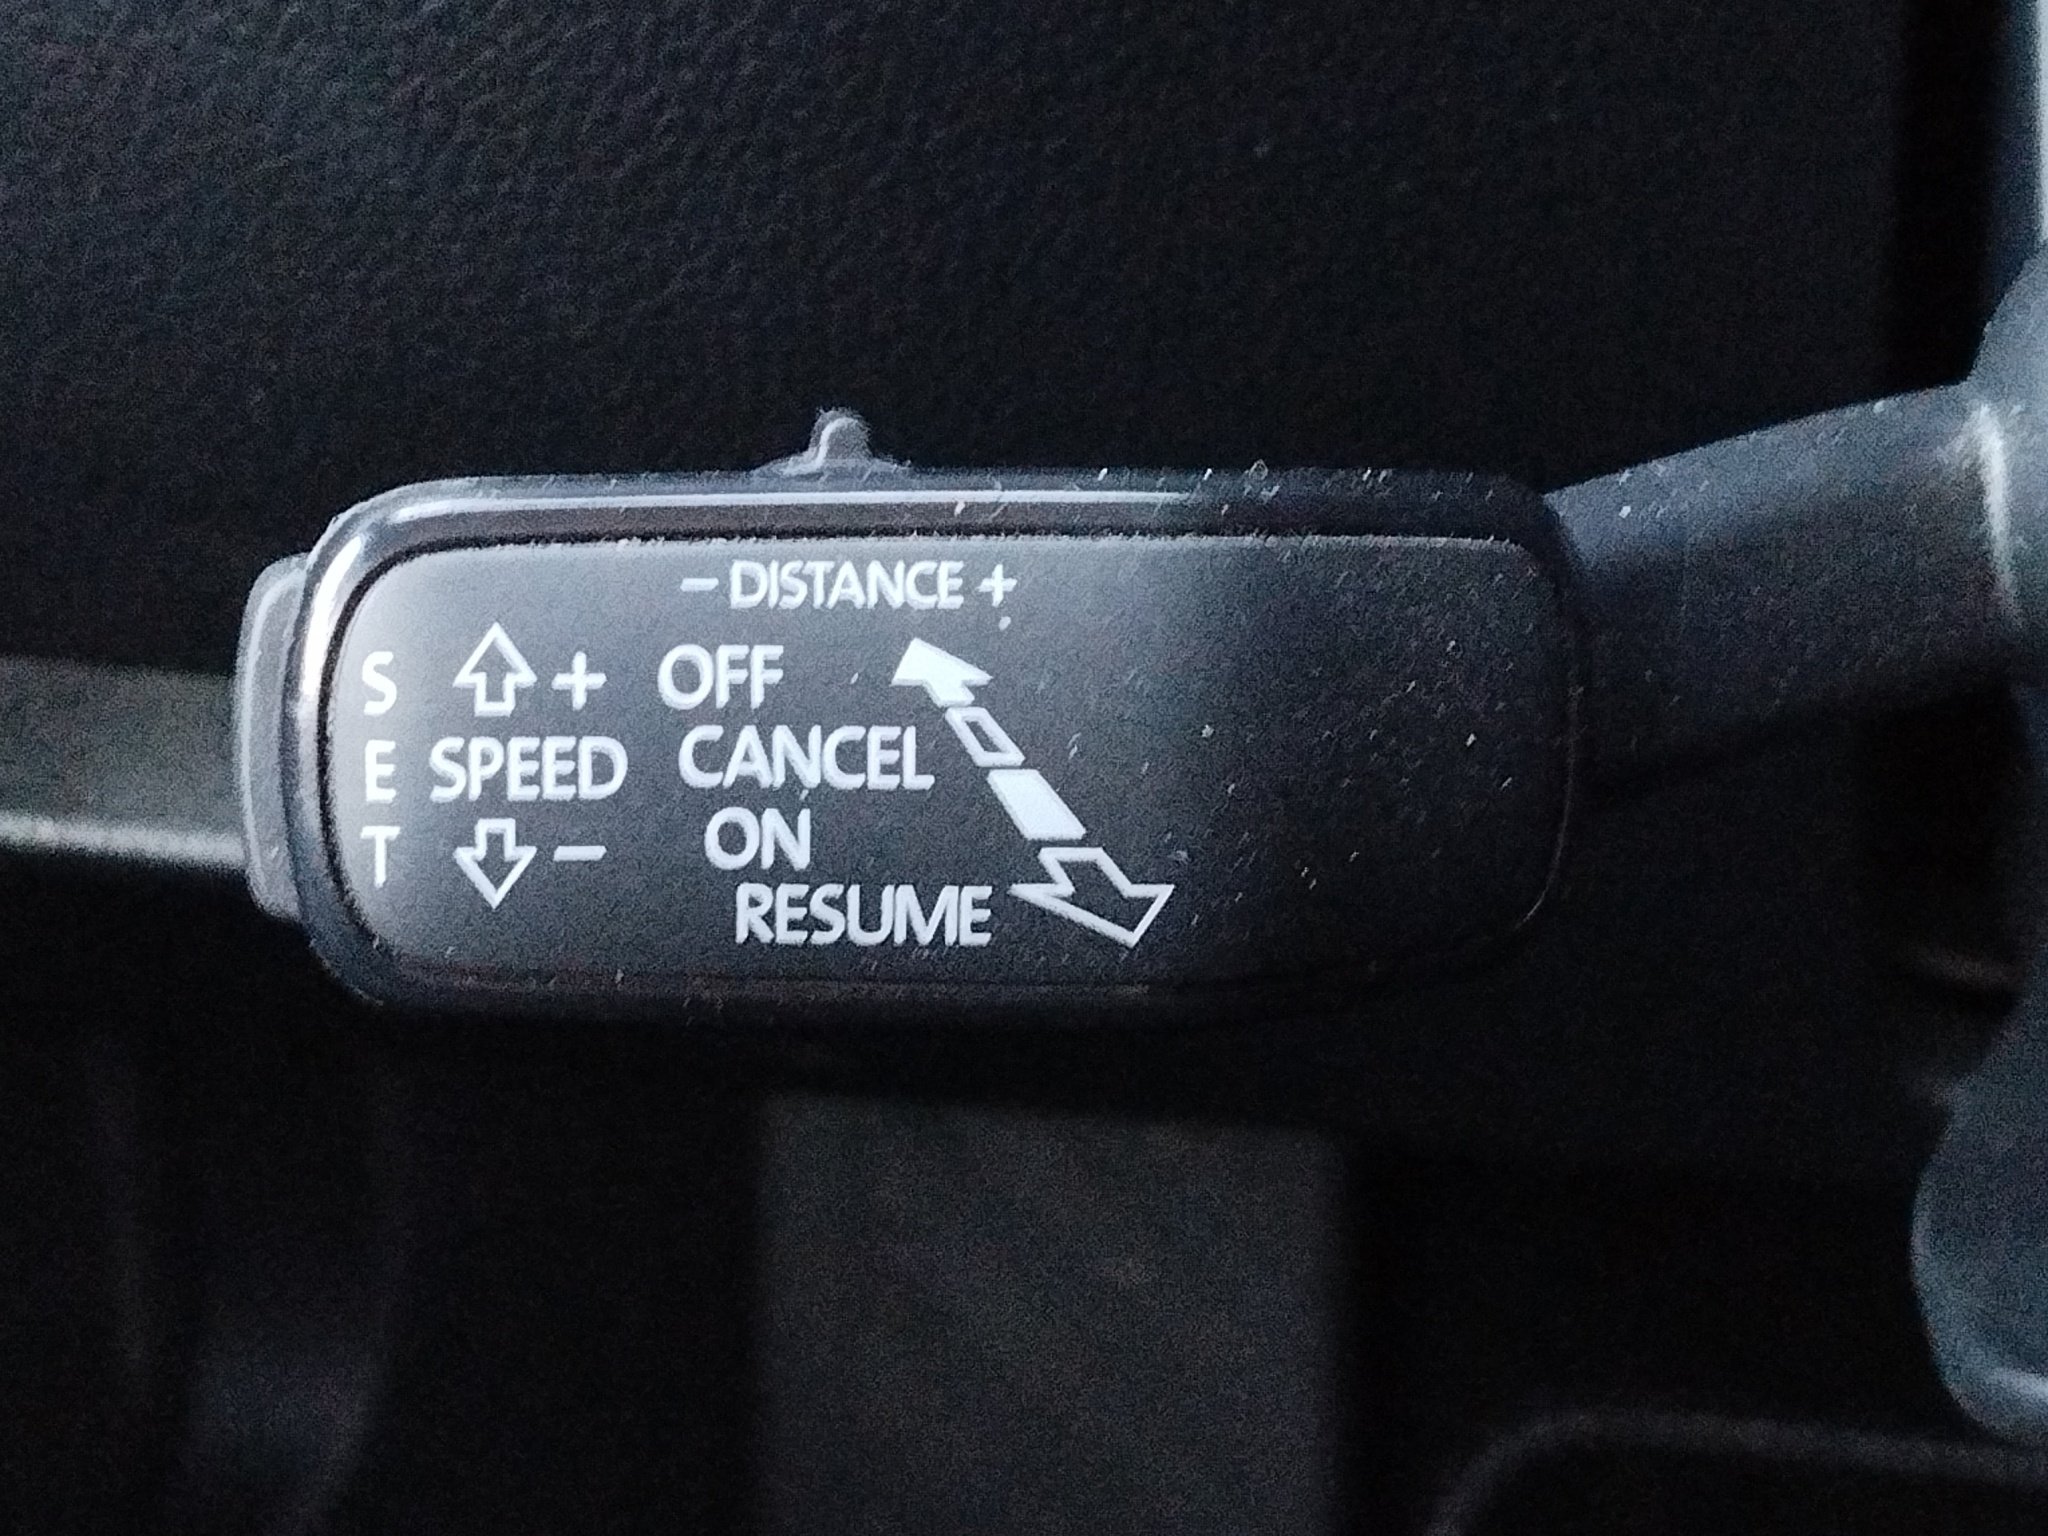 - DISTANCE +
S + OFF
E SPEED CANCEL
T - ON
RESUME